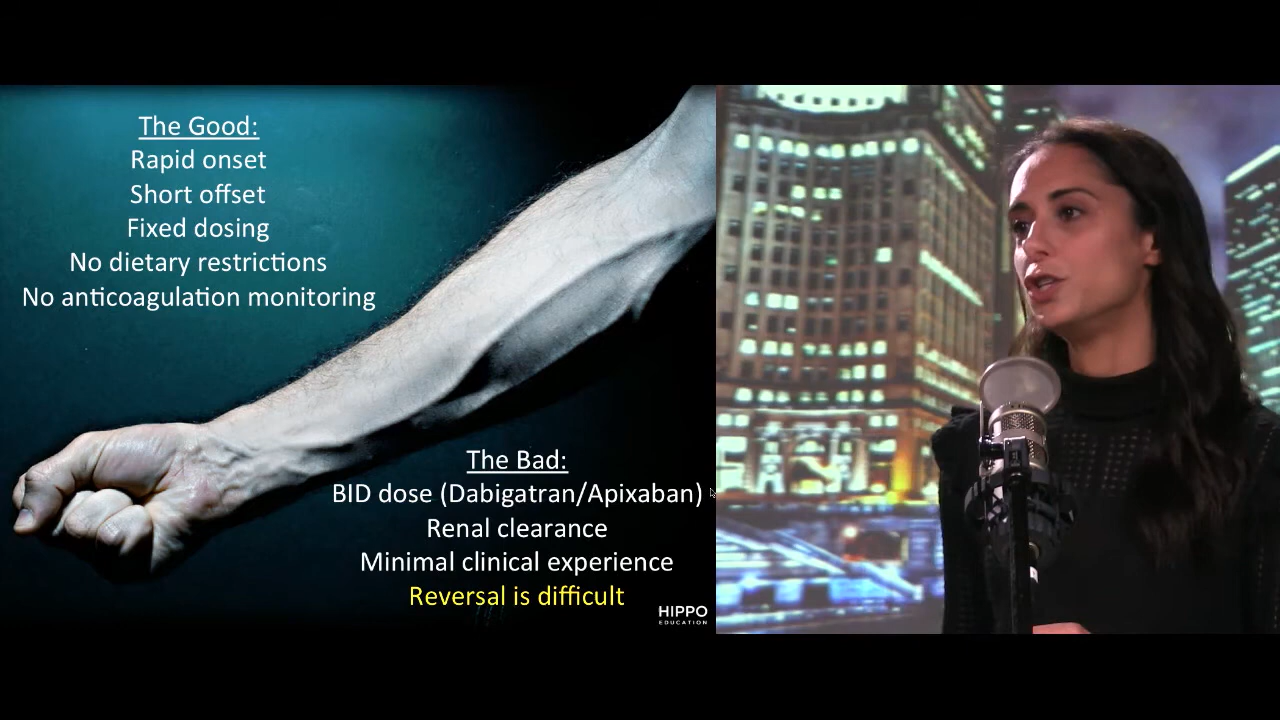 The Good:
Rapid onset
Short offset
Fixed dosing
No dietary restrictions
No anticoagulation monitoring
The Bad:
BID dose (Dabigatran/Apixaban)
Renal clearance
Minimal clinical experience
Reversal is difficult
HIPPO
EDUCATION